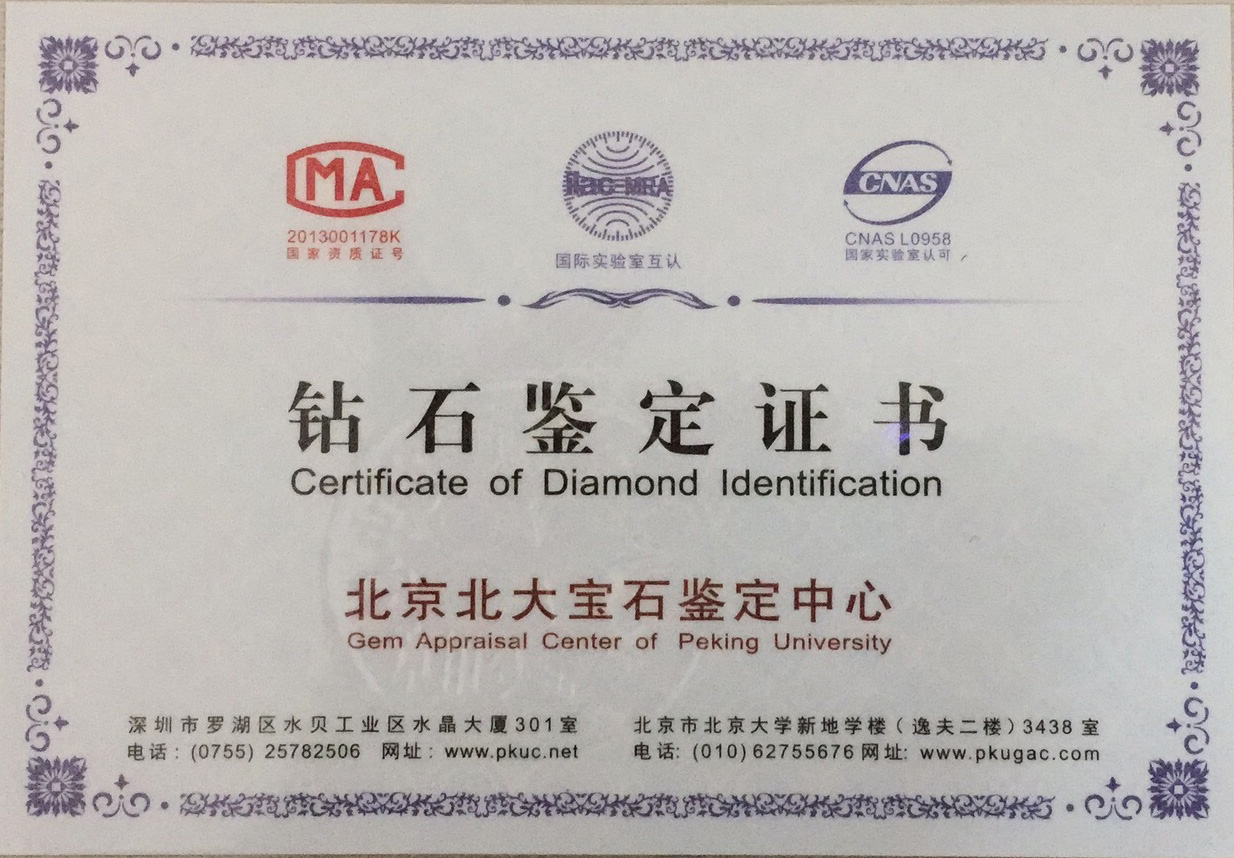 MA
ilac-MRA
CNAS
2013001178K
国家资质证号
国际实验室互认
CNAS L0958
国家实验室认可
钻石鉴定证书
Certificate of Diamond Identification
北京北大宝石鉴定中心
Gem Appraisal Center of Peking University
深圳市罗湖区水贝工业区水晶大厦301室
电话: (0755) 25782506 网址: www.pkuc.net
北京市北京大学新地学楼(逸夫二楼)3438室
电话: (010)62755676 网址: www.pkugac.com